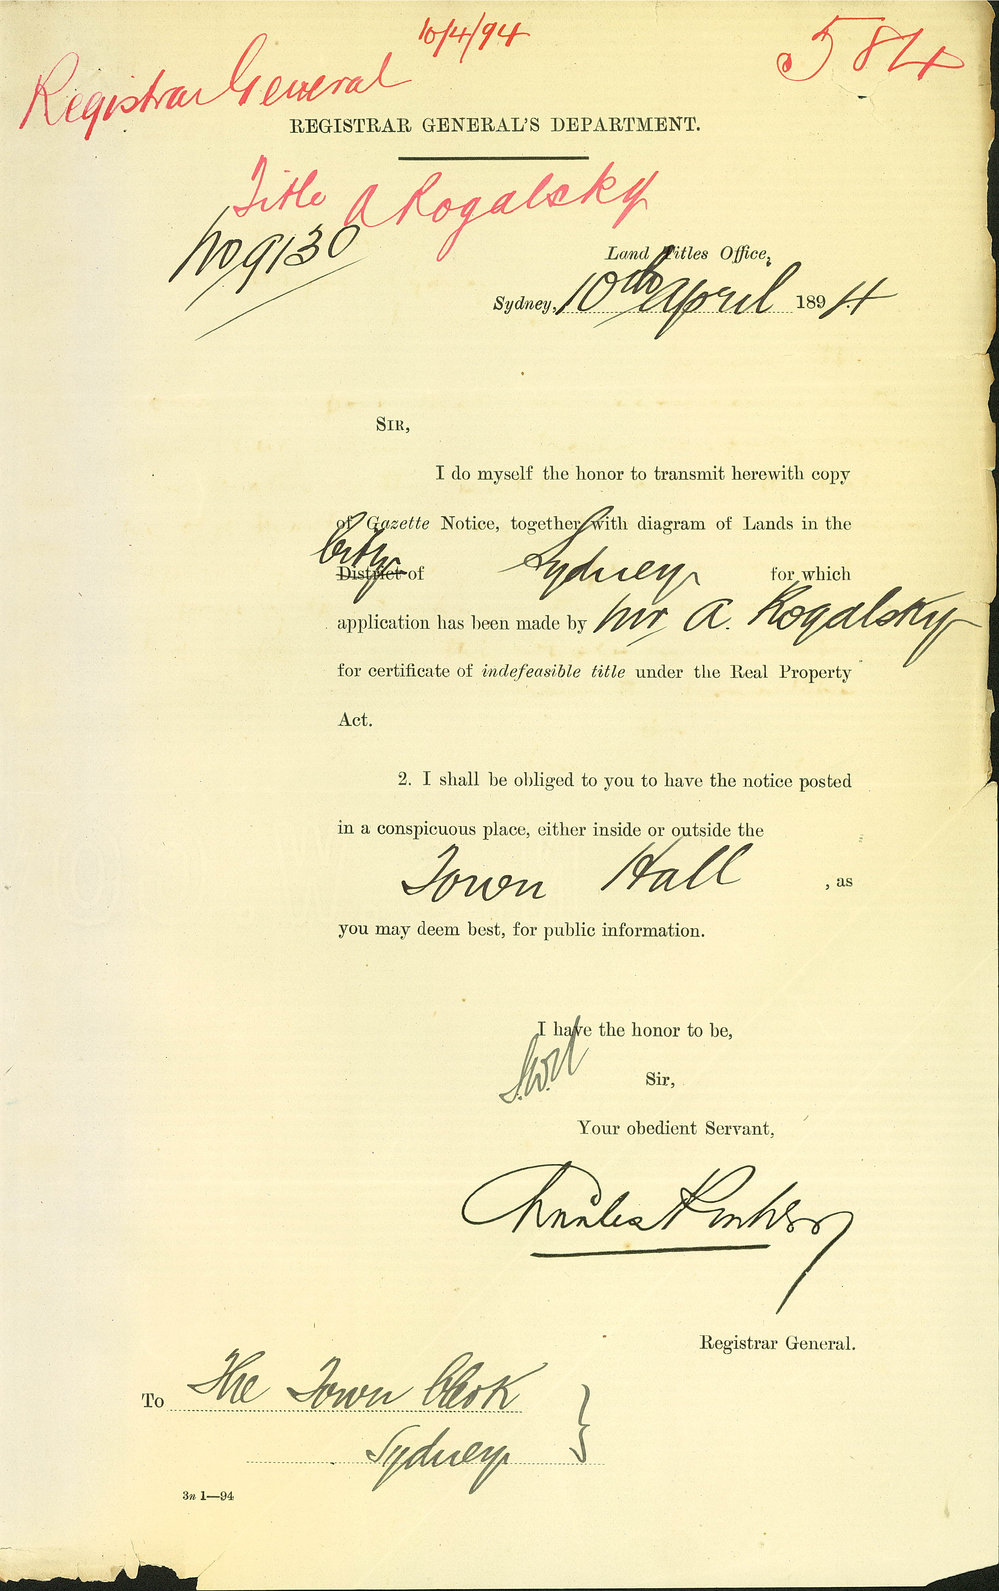 10/4/94
584
Registrar General
REGISTRAR GENERAL'S DEPARTMENT.
Title A Rogalsky
No 9130
Land Titles Office,
Sydney, 10th April 1894
SIR,
I do myself the honor to transmit herewith copy
of Gazette Notice, together with diagram of Lands in the
City
District of Sydney for which
application has been made by Mr A. Rogalsky
for certificate of indefeasible title under the Real Property
Act.
2. I shall be obliged to you to have the notice posted
in a conspicuous place, either inside or outside the
Town Hall , as
you may deem best, for public information.
I have the honor to be,
Sir,
Your obedient Servant,
Charles
Registrar General.
To The Town Clerk
Sydney
3n 1—94